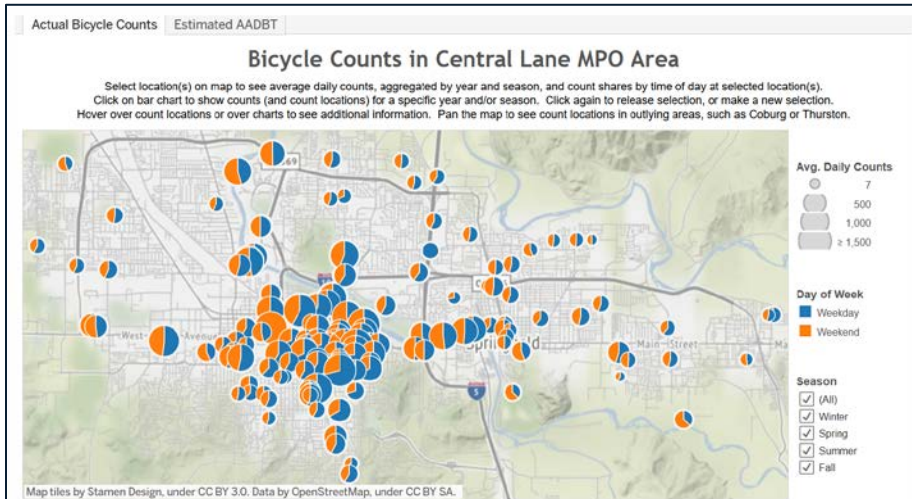 Actual Bicycle Counts
Estimated AADBT
Bicycle Counts in Central Lane MPO Area
Select location(s) on map to see average daily counts, aggregated by year and season, and count shares by time of day at selected location(s).
Click on bar chart to show counts (and count locations) for a specific year and/or season. Click again to release selection, or make a new selection.
Hover over count locations or over charts to see additional information. Pan the map to see count locations in outlying areas, such as Coburg or Thurston.
Avg. Daily Counts
7
500
1,000
≥ 1,500
Day of Week
Weekday
Weekend
Season
(All)
Winter
Spring
Summer
Fall
69
West
Avenue
Main Street
5
Map tiles by Stamen Design, under CC BY 3.0. Data by OpenStreetMap, under CC BY SA.